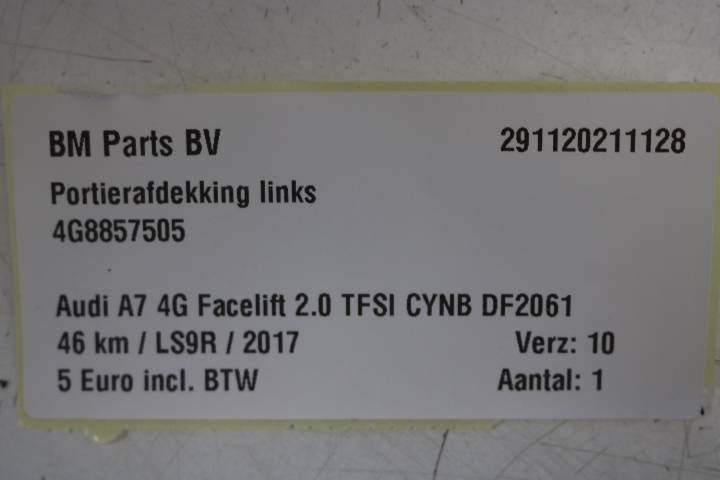 BM Parts BV 291120211128
Portierafdekking links
4G8857505
Audi A7 4G Facelift 2.0 TFSI CYNB DF2061
46 km / LS9R / 2017 Verz: 10
5 Euro incl. BTW Aantal: 1